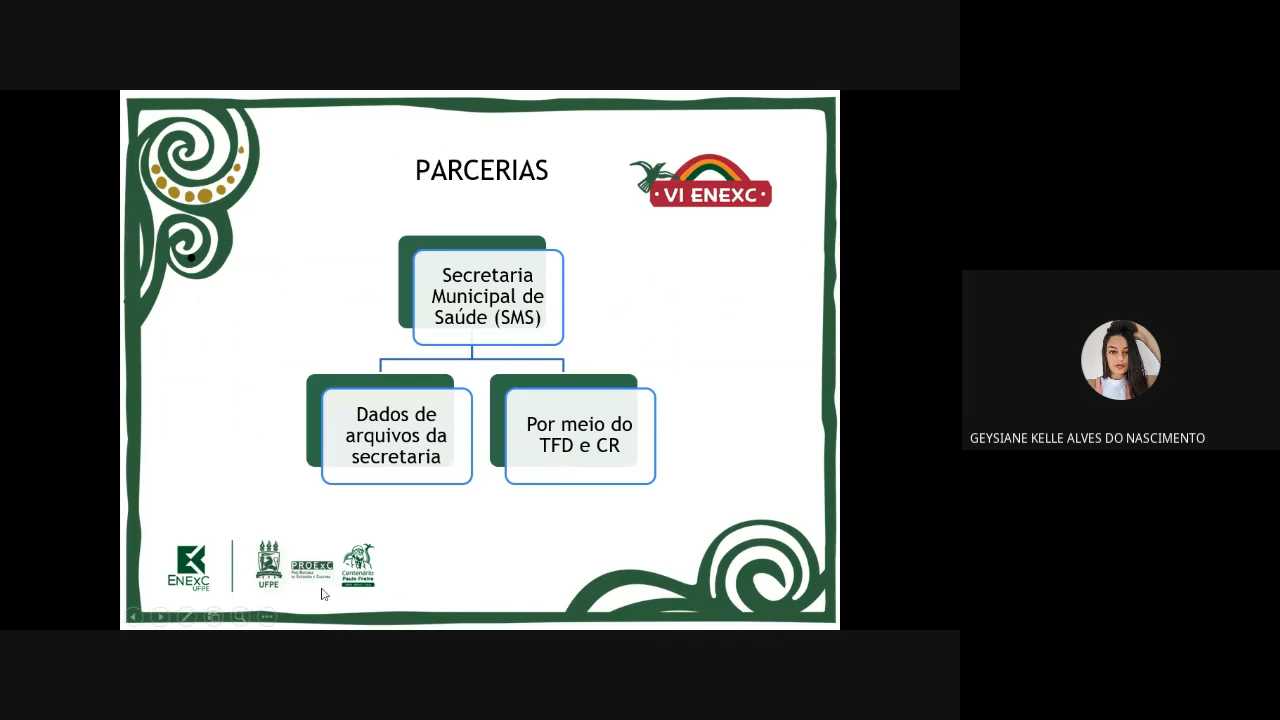 PARCERIAS
· VI ENEXC ·
Secretaria
Municipal de
Saúde (SMS)
Dados de
arquivos da
secretaria
Por meio do
TFD e CR
GEYSIANE KELLE ALVES DO NASCIMENTO
ENEXC
UFPE
UFPE
PROExC
Centenário
Paulo Freire